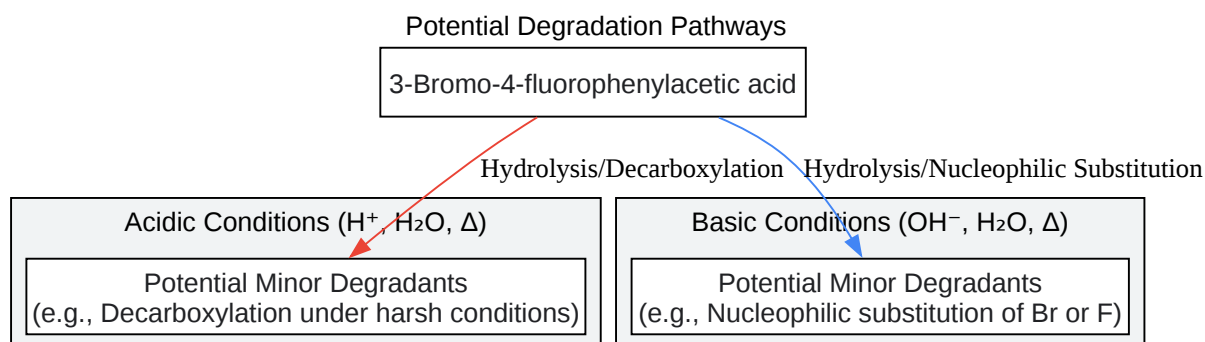 Potential Degradation Pathways
3-Bromo-4-fluorophenylacetic acid
Hydrolysis/Decarboxylation
Hydrolysis/Nucleophilic Substitution
Acidic Conditions (H⁺, H₂O, Δ)
Potential Minor Degradants
(e.g., Decarboxylation under harsh conditions)
Basic Conditions (OH⁻, H₂O, Δ)
Potential Minor Degradants
(e.g., Nucleophilic substitution of Br or F)